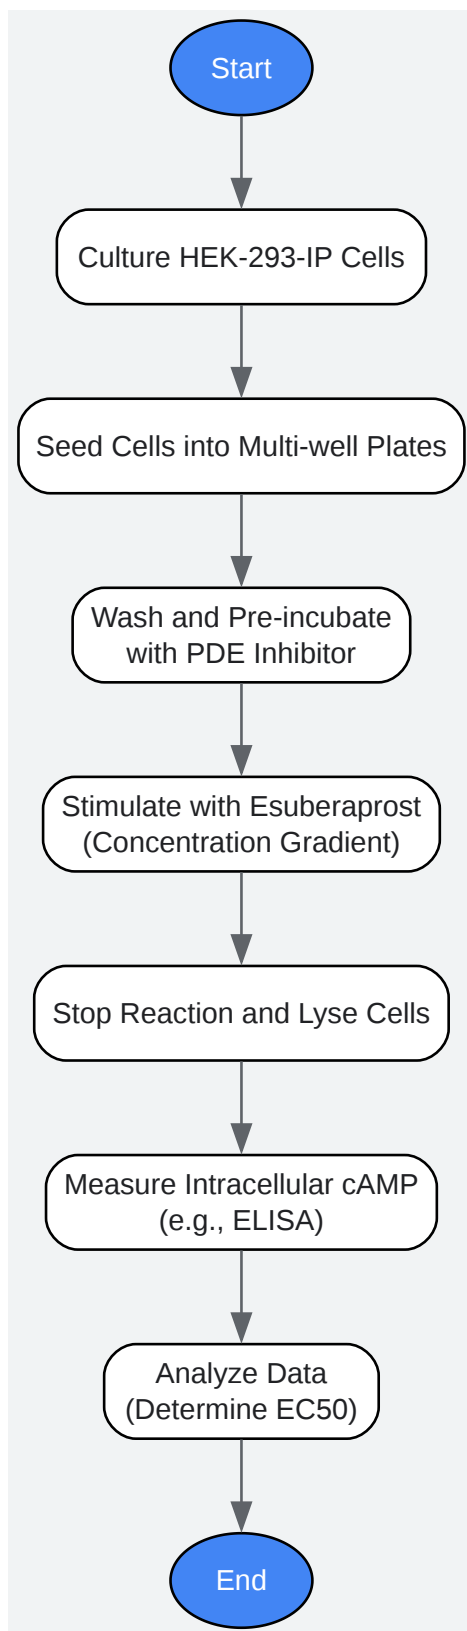 Start
Culture HEK-293-IP Cells
Seed Cells into Multi-well Plates
Wash and Pre-incubate
with PDE Inhibitor
Stimulate with Esuberaprost
(Concentration Gradient)
Stop Reaction and Lyse Cells
Measure Intracellular cAMP
(e.g., ELISA)
Analyze Data
(Determine EC50)
End